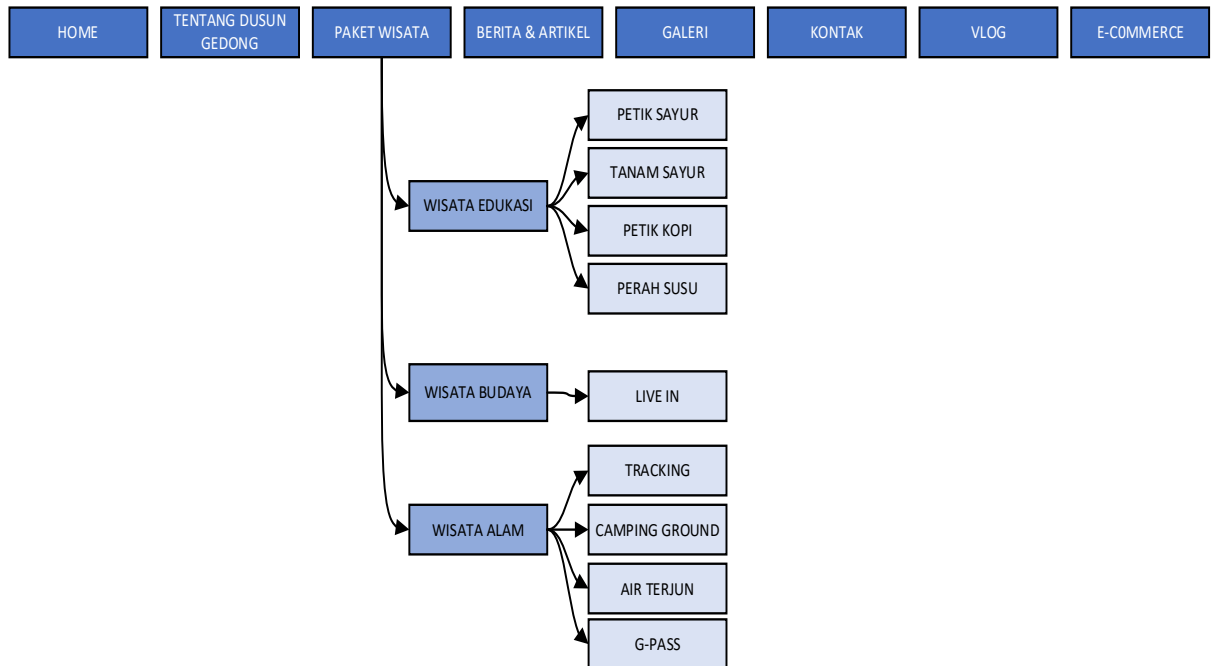 HOME
TENTANG DUSUN
GEDONG
PAKET WISATA
BERITA & ARTIKEL
GALERI
KONTAK
VLOG
E-C0MMERCE
PETIK SAYUR
TANAM SAYUR
WISATA EDUKASI
PETIK KOPI
PERAH SUSU
WISATA BUDAYA
LIVE IN
TRACKING
WISATA ALAM
CAMPING GROUND
AIR TERJUN
G-PASS